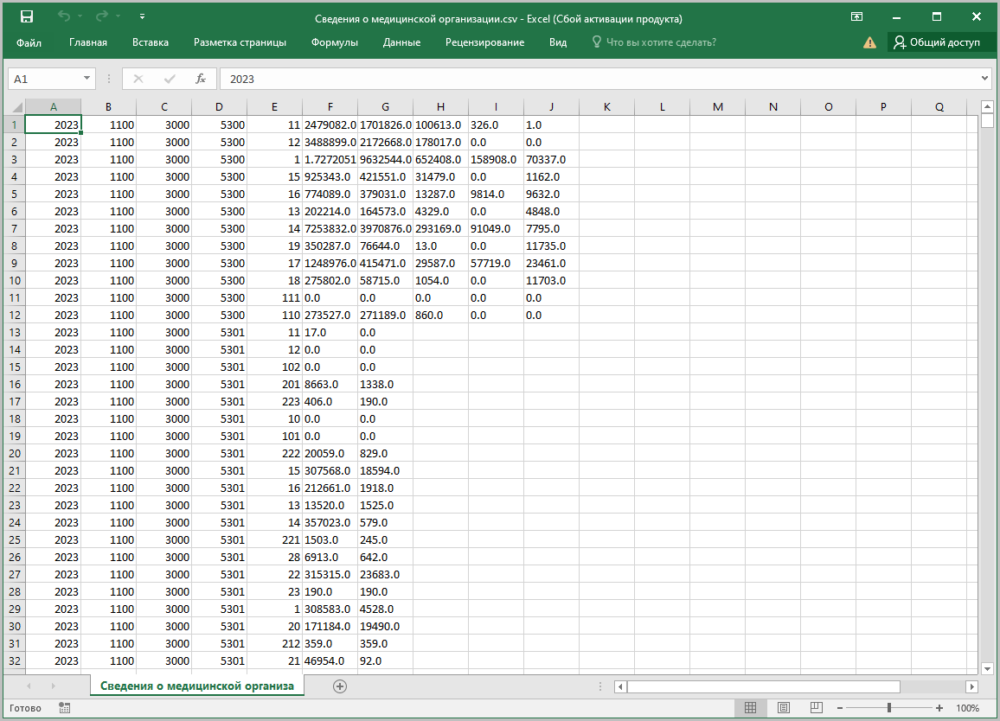 Сведения о медицинской организации.csv - Excel (Сбой активации продукта)
Файл Главная Вставка Разметка страницы Формулы Данные Рецензирование Вид Что вы хотите сделать? Общий доступ
A1 fx 2023
A B C D E F G H I J K L M N O P Q
1 2023 1100 3000 5300 11 2479082.0 1701826.0 100613.0 326.0 1.0
2 2023 1100 3000 5300 12 3488899.0 2172668.0 178017.0 0.0 0.0
3 2023 1100 3000 5300 1 1.7272051 9632544.0 652408.0 158908.0 70337.0
4 2023 1100 3000 5300 15 925343.0 421551.0 31479.0 0.0 1162.0
5 2023 1100 3000 5300 16 774089.0 379031.0 13287.0 9814.0 9632.0
6 2023 1100 3000 5300 13 202214.0 164573.0 4329.0 0.0 4848.0
7 2023 1100 3000 5300 14 7253832.0 3970876.0 293169.0 91049.0 7795.0
8 2023 1100 3000 5300 19 350287.0 76644.0 13.0 0.0 11735.0
9 2023 1100 3000 5300 17 1248976.0 415471.0 29587.0 57719.0 23461.0
10 2023 1100 3000 5300 18 275802.0 58715.0 1054.0 0.0 11703.0
11 2023 1100 3000 5300 111 0.0 0.0 0.0 0.0 0.0
12 2023 1100 3000 5300 110 273527.0 271189.0 860.0 0.0 0.0
13 2023 1100 3000 5301 11 17.0 0.0
14 2023 1100 3000 5301 12 0.0 0.0
15 2023 1100 3000 5301 102 0.0 0.0
16 2023 1100 3000 5301 201 8663.0 1338.0
17 2023 1100 3000 5301 223 406.0 190.0
18 2023 1100 3000 5301 10 0.0 0.0
19 2023 1100 3000 5301 101 0.0 0.0
20 2023 1100 3000 5301 222 20059.0 829.0
21 2023 1100 3000 5301 15 307568.0 18594.0
22 2023 1100 3000 5301 16 212661.0 1918.0
23 2023 1100 3000 5301 13 13520.0 1525.0
24 2023 1100 3000 5301 14 357023.0 579.0
25 2023 1100 3000 5301 221 1503.0 245.0
26 2023 1100 3000 5301 28 6913.0 642.0
27 2023 1100 3000 5301 22 315315.0 23683.0
28 2023 1100 3000 5301 23 190.0 190.0
29 2023 1100 3000 5301 1 308583.0 4528.0
30 2023 1100 3000 5301 20 171184.0 19490.0
31 2023 1100 3000 5301 212 359.0 359.0
32 2023 1100 3000 5301 21 46954.0 92.0
Сведения о медицинской организа
Готово 100%